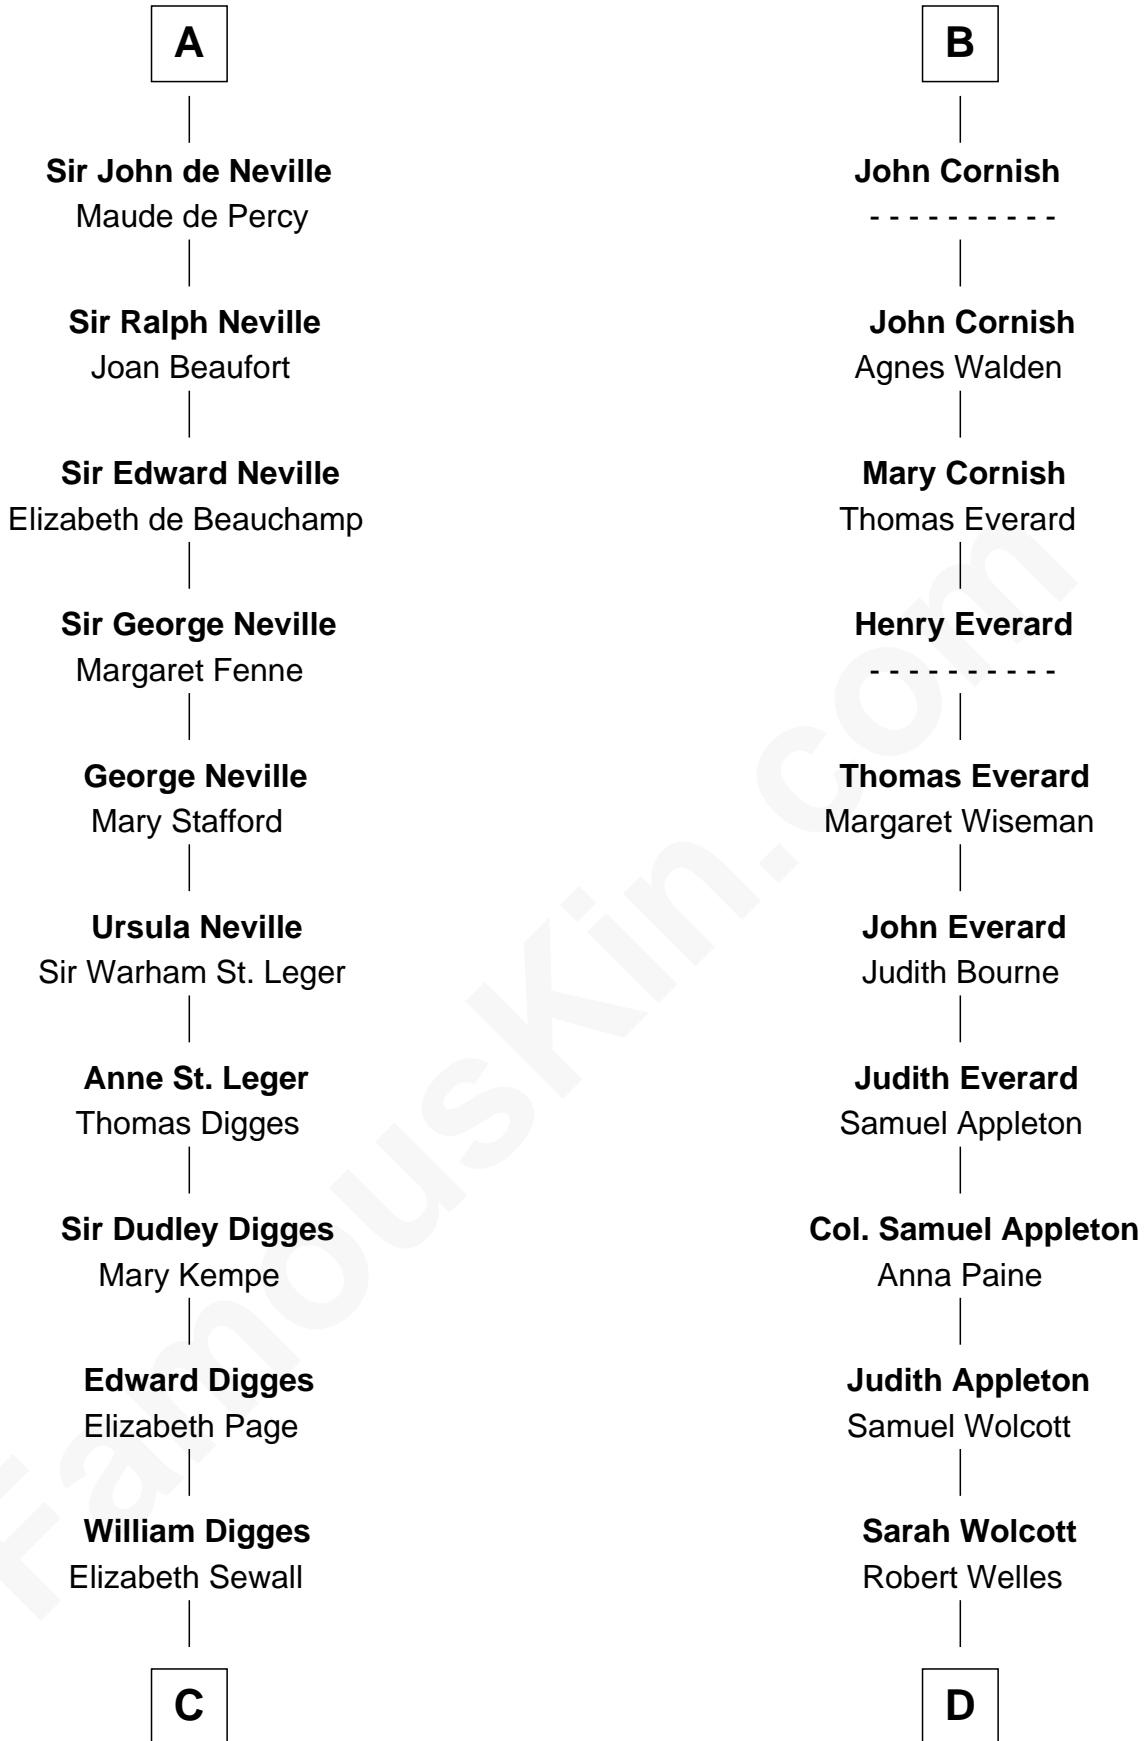 A
Sir John de Neville
Maude de Percy
Sir Ralph Neville
Joan Beaufort
Sir Edward Neville
Elizabeth de Beauchamp
Sir George Neville
Margaret Fenne
George Neville
Mary Stafford
Ursula Neville
Sir Warham St. Leger
Anne St. Leger
Thomas Digges
Sir Dudley Digges
Mary Kempe
Edward Digges
Elizabeth Page
William Digges
Elizabeth Sewall
C
B
John Cornish
- - - - - - - - - -
John Cornish
Agnes Walden
Mary Cornish
Thomas Everard
Henry Everard
- - - - - - - - - -
Thomas Everard
Margaret Wiseman
John Everard
Judith Bourne
Judith Everard
Samuel Appleton
Col. Samuel Appleton
Anna Paine
Judith Appleton
Samuel Wolcott
Sarah Wolcott
Robert Welles
D
FamousKin.com